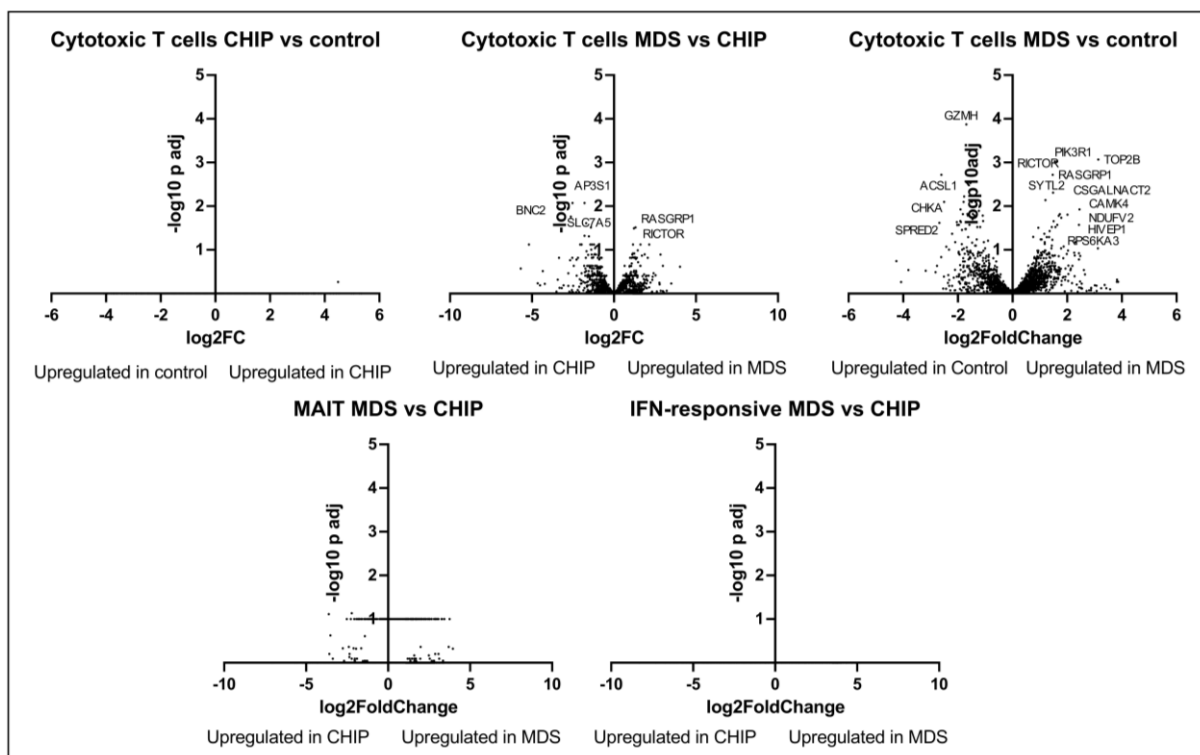 Cytotoxic T cells CHIP vs control
Cytotoxic T cells MDS vs CHIP
Cytotoxic T cells MDS vs control
-log10 p adj
5
4
3
2
1
-6 -4 -2 0 2 4 6
log2FC
Upregulated in control Upregulated in CHIP
-log10 p adj
5
4
3
2
1
AP3S1
BNC2
SLC7A5
RASGRP1
RICTOR
-10 -5 0 5 10
log2FC
Upregulated in CHIP Upregulated in MDS
logp10adj
5
4
3
2
1
GZMH
PIK3R1
RICTOR
TOP2B
RASGRP1
ACSL1
SYTL2
CSGALNACT2
CHKA
CAMK4
NDUFV2
SPRED2
HIVEP1
RPS6KA3
-6 -4 -2 0 2 4 6
log2FoldChange
Upregulated in Control Upregulated in MDS
MAIT MDS vs CHIP
IFN-responsive MDS vs CHIP
-log10 p adj
5
4
3
2
1
-10 -5 0 5 10
log2FoldChange
Upregulated in CHIP Upregulated in MDS
-log10 p adj
5
4
3
2
1
-10 -5 0 5 10
log2FoldChange
Upregulated in CHIP Upregulated in MDS